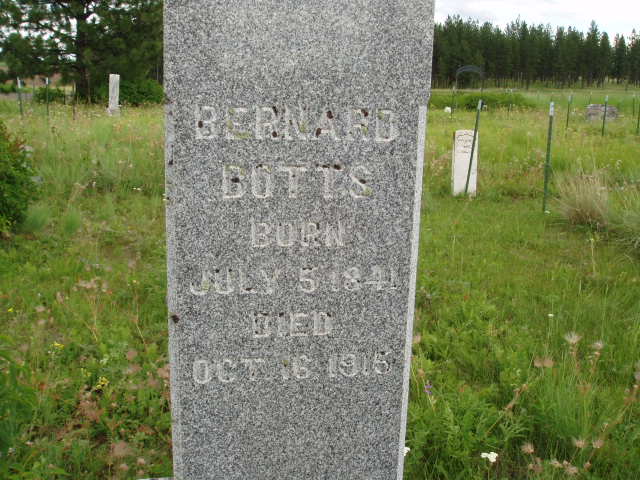 BERNARD
BOTTS
BORN
JULY 5 1841
DIED
OCT. 16 1915